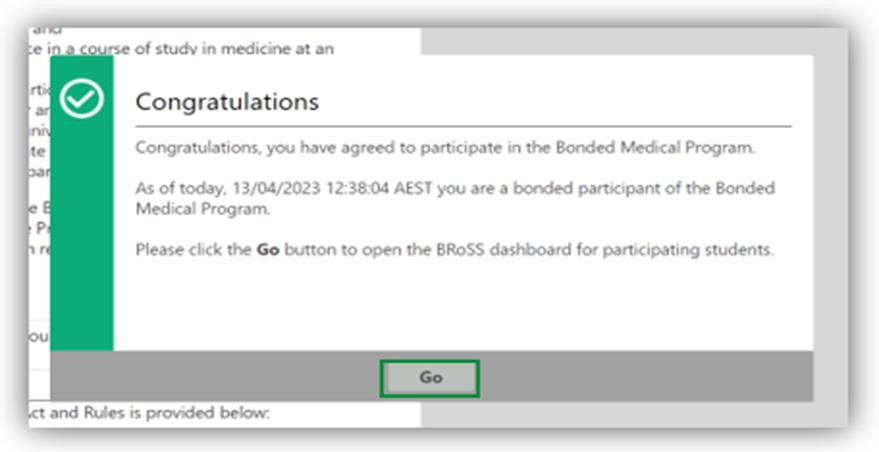 and
ce in a course of study in medicine at an
Congratulations
Congratulations, you have agreed to participate in the Bonded Medical Program.
As of today, 13/04/2023 12:38:04 AEST you are a bonded participant of the Bonded
Medical Program.
Please click the Go button to open the BRoSS dashboard for participating students.
Go
Act and Rules is provided below: